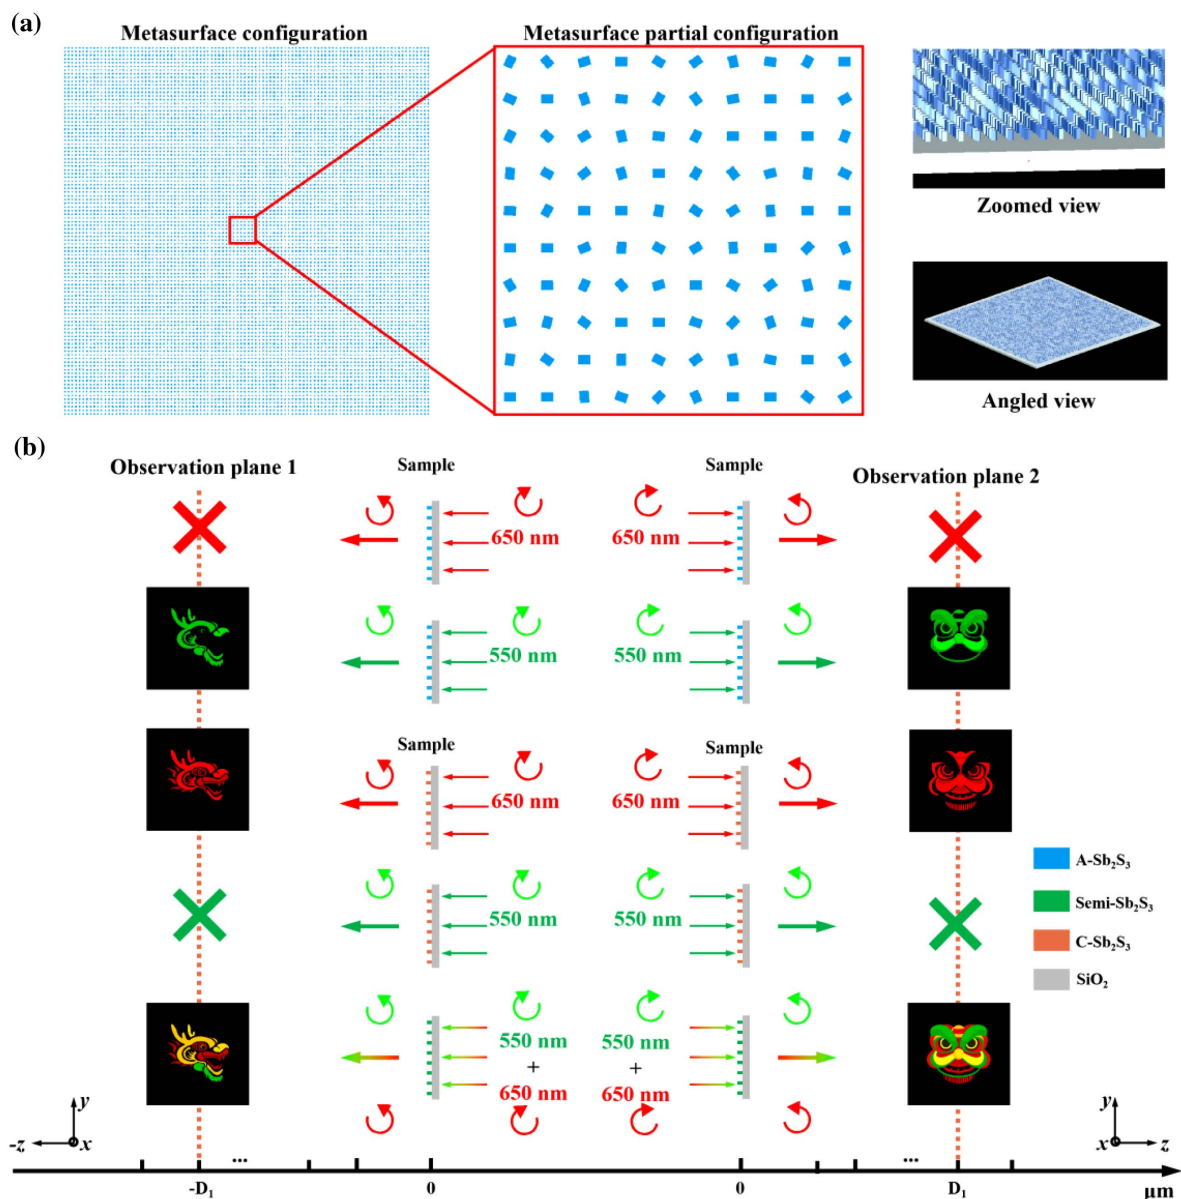 (a)
Metasurface configuration
Metasurface partial configuration
Zoomed view
Angled view
(b)
Observation plane 1
Sample
Sample
Observation plane 2
650 nm
650 nm
550 nm
550 nm
Sample
Sample
650 nm
650 nm
550 nm
550 nm
A-Sb₂S₃
Semi-Sb₂S₃
C-Sb₂S₃
SiO₂
550 nm
+
650 nm
550 nm
+
650 nm
y
-z
x
y
x
z
...
...
-D₁
0
0
D₁
μm